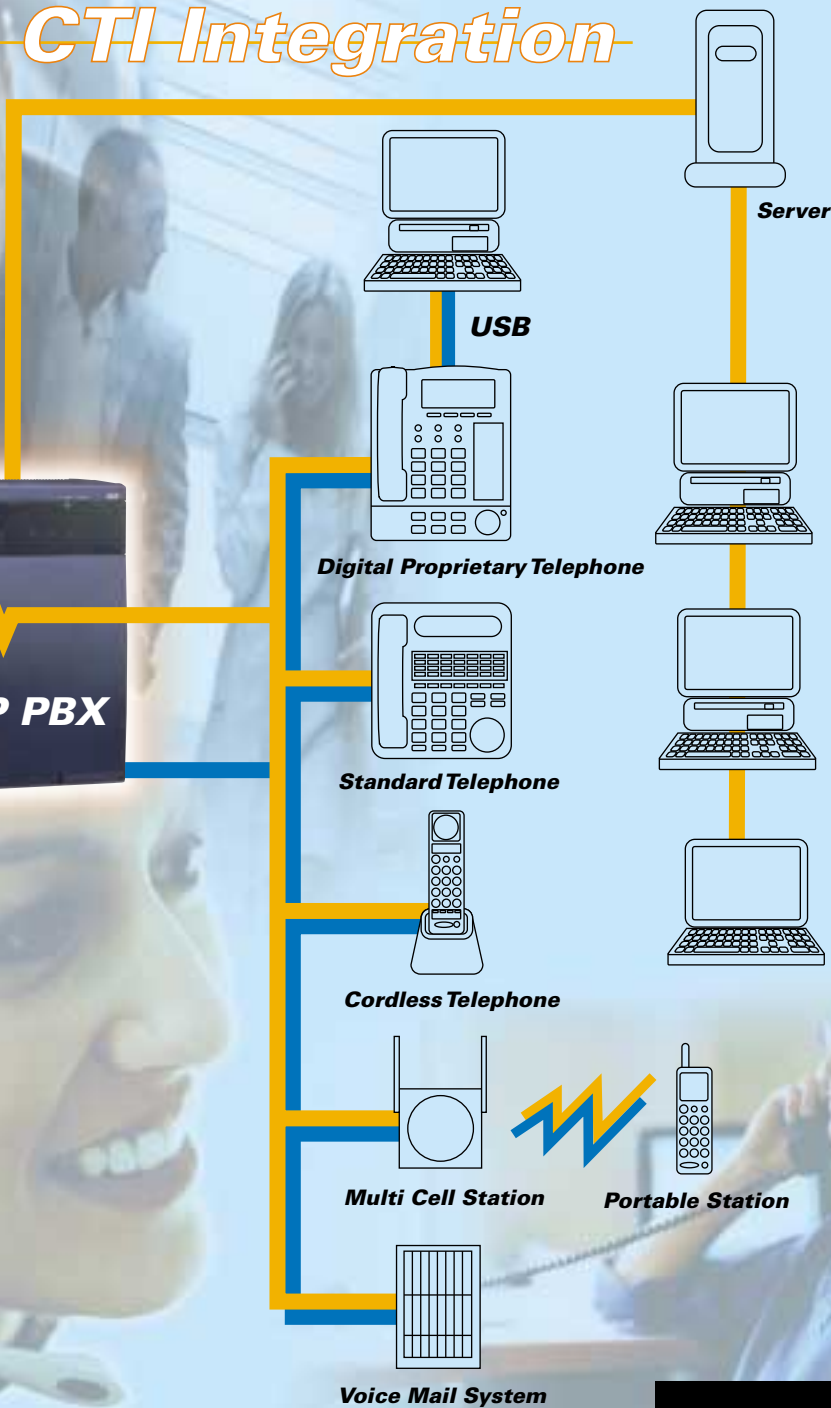 CTI Integration
Server
USB
Digital Proprietary Telephone
P PBX
Standard Telephone
Cordless Telephone
Multi Cell Station
Portable Station
Voice Mail System